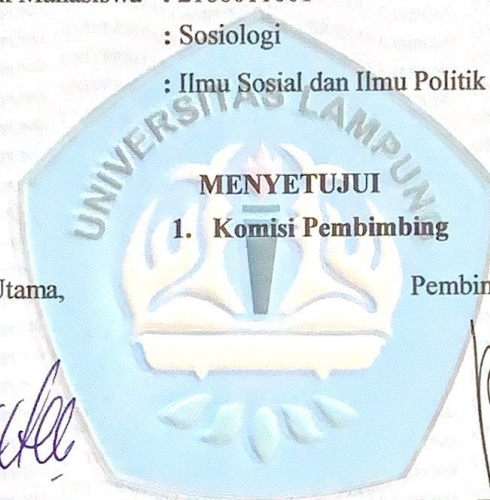 : Sosiologi
: Ilmu Sosial dan Ilmu Politik
UNIVERSITAS LAMPUNG
MENYETUJUI
1. Komisi Pembimbing
Utama,